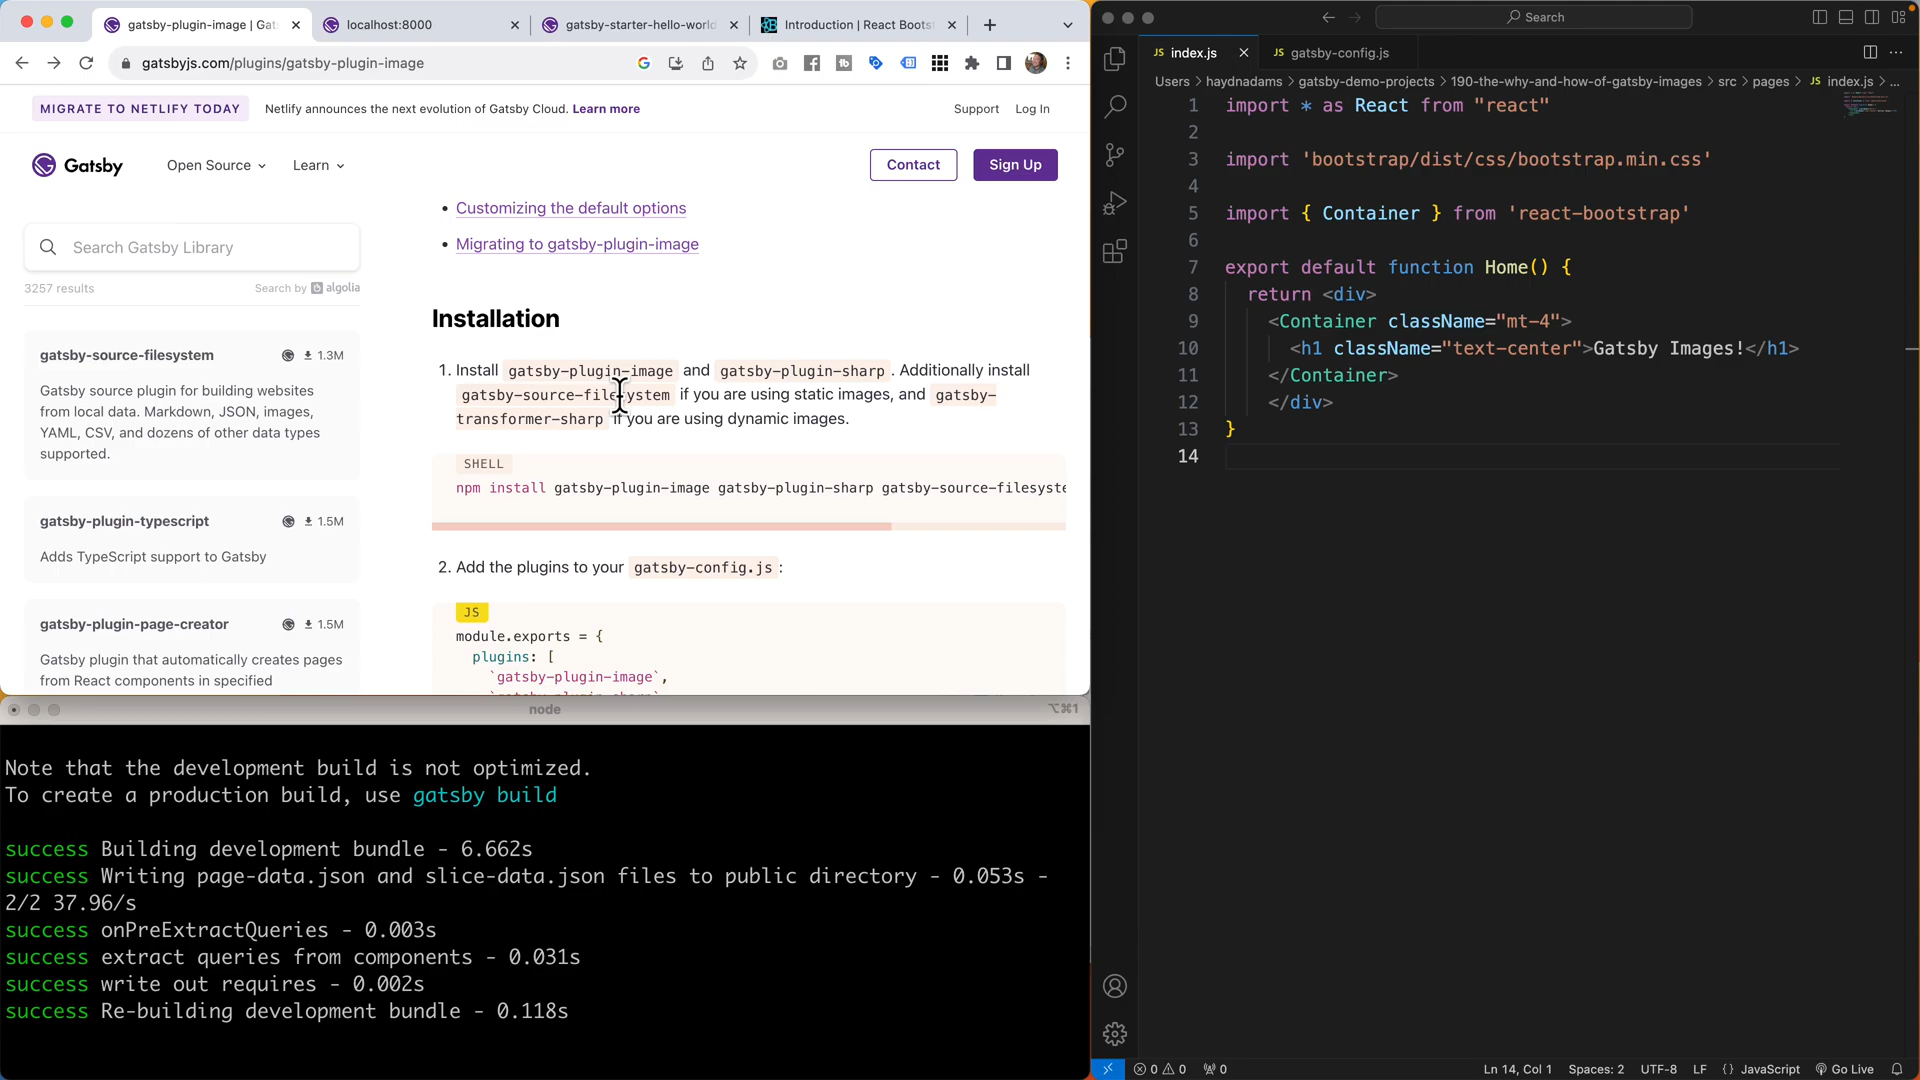 gatsby-plugin-image | Gats
localhost:8000
gatsby-starter-hello-world
Introduction | React Bootst
gatsbyjs.com/plugins/gatsby-plugin-image
MIGRATE TO NETLIFY TODAY
Netlify announces the next evolution of Gatsby Cloud. Learn more
Support
Log In
Gatsby
Open Source
Learn
Contact
Sign Up
Search Gatsby Library
3257 results
Search by algolia
gatsby-source-filesystem
1.3M
Gatsby source plugin for building websites
from local data. Markdown, JSON, images,
YAML, CSV, and dozens of other data types
supported.
gatsby-plugin-typescript
1.5M
Adds TypeScript support to Gatsby
gatsby-plugin-page-creator
1.5M
Gatsby plugin that automatically creates pages
from React components in specified
• Customizing the default options
• Migrating to gatsby-plugin-image
Installation
1. Install gatsby-plugin-image and gatsby-plugin-sharp. Additionally install
gatsby-source-filesystem if you are using static images, and gatsby-
transformer-sharp if you are using dynamic images.
SHELL
npm install gatsby-plugin-image gatsby-plugin-sharp gatsby-source-filesyste
2. Add the plugins to your gatsby-config.js:
JS
module.exports = {
plugins: [
`gatsby-plugin-image`,
node
⌥⌘1
Note that the development build is not optimized.
To create a production build, use gatsby build
success Building development bundle - 6.662s
success Writing page-data.json and slice-data.json files to public directory - 0.053s -
2/2 37.96/s
success onPreExtractQueries - 0.003s
success extract queries from components - 0.031s
success write out requires - 0.002s
success Re-building development bundle - 0.118s
Search
JS index.js
JS gatsby-config.js
Users > haydnadams > gatsby-demo-projects > 190-the-why-and-how-of-gatsby-images > src > pages > JS index.js > ...
1 import * as React from "react"
2
3 import 'bootstrap/dist/css/bootstrap.min.css'
4
5 import { Container } from 'react-bootstrap'
6
7 export default function Home() {
8 return <div>
9 <Container className="mt-4">
10 <h1 className="text-center">Gatsby Images!</h1>
11 </Container>
12 </div>
13 }
14
0 0 0
Ln 14, Col 1
Spaces: 2
UTF-8
LF
{} JavaScript
Go Live